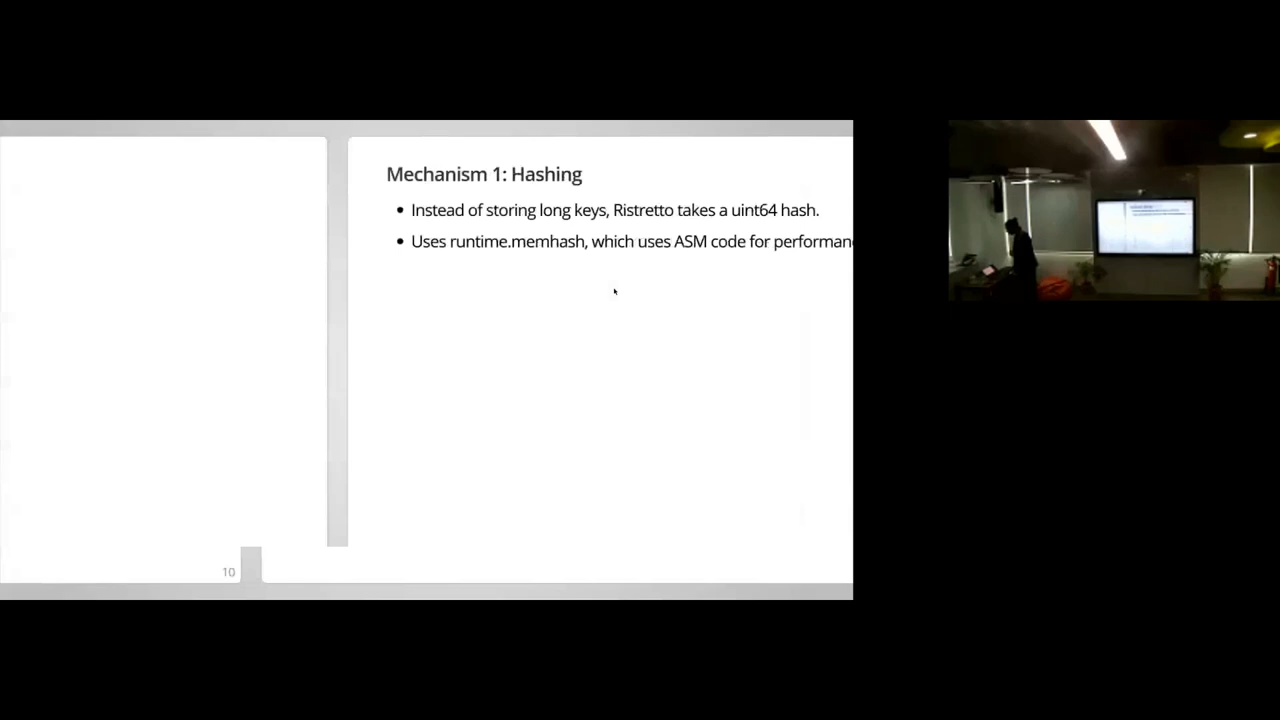 Mechanism 1: Hashing
• Instead of storing long keys, Ristretto takes a uint64 hash.
• Uses runtime.memhash, which uses ASM code for performan
10